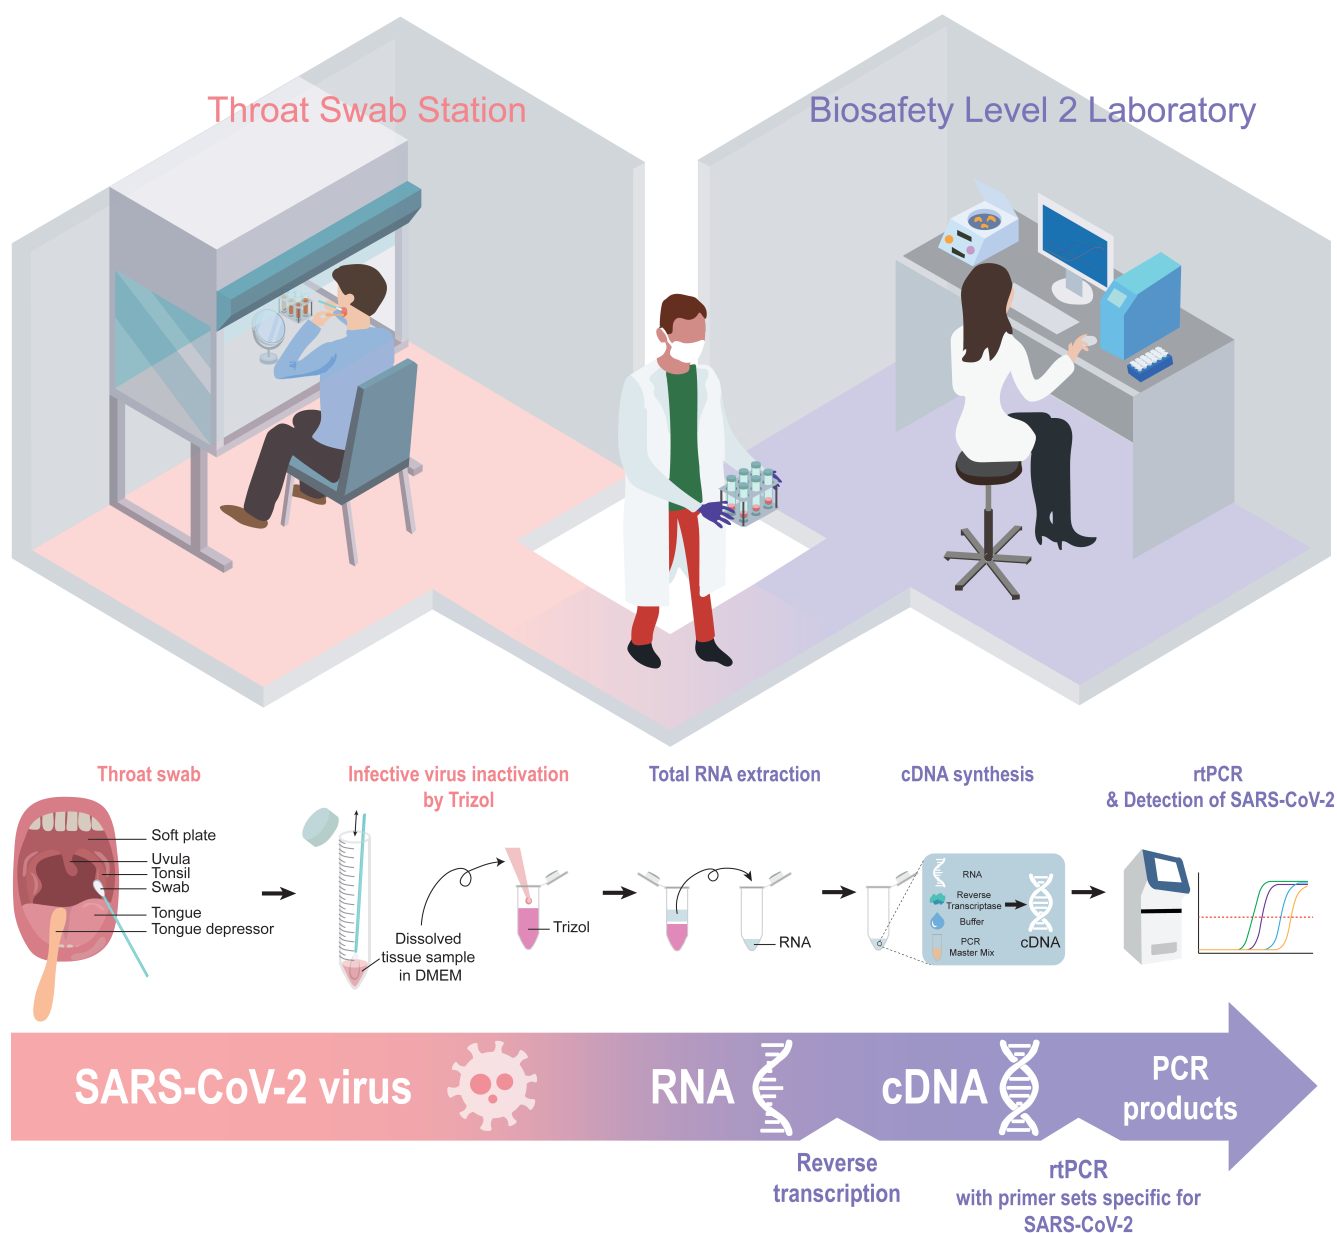 Throat Swab Station
Biosafety Level 2 Laboratory
Throat swab
Soft plate
Uvula
Tonsil
Swab
Tongue
Tongue depressor
Infective virus inactivation
by Trizol
Dissolved
tissue sample
in DMEM
Trizol
Total RNA extraction
RNA
cDNA synthesis
RNA
Reverse
Transcriptase
Buffer
PCR
Master Mix
cDNA
rtPCR
& Detection of SARS-CoV-2
SARS-CoV-2 virus
RNA
cDNA
PCR
products
Reverse
transcription
rtPCR
with primer sets specific for
SARS-CoV-2